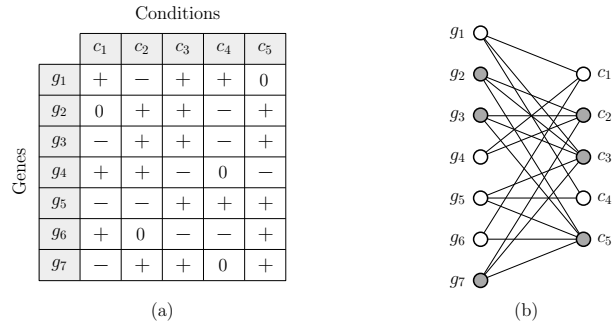 Conditions
c1 c2 c3 c4 c5
Genes
g1 + − + + 0
g2 0 + + − +
g3 − + + − +
g4 + + − 0 −
g5 − − + + +
g6 + 0 − − +
g7 − + + 0 +
(a)
g1
g2
g3
g4
g5
g6
g7
c1
c2
c3
c4
c5
(b)